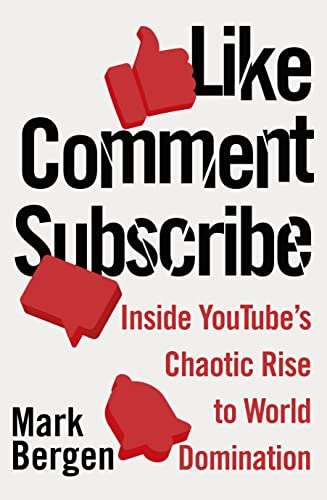 Like
Comment
Subscribe
Inside YouTube's
Chaotic Rise
to World
Domination
Mark
Bergen